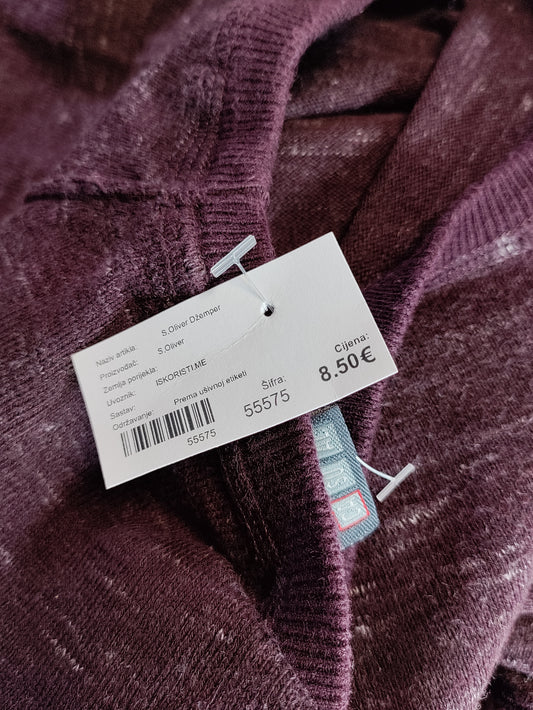 Naziv artikla: S.Oliver Džemper
Proizvođač: S.Oliver
Zemlja porijekla:
Uvoznik: ISKORISTI.ME
Sastav:
Održavanje: Prema ušivnoj etiketi
55575
Šifra:
55575
Cijena:
8.50€